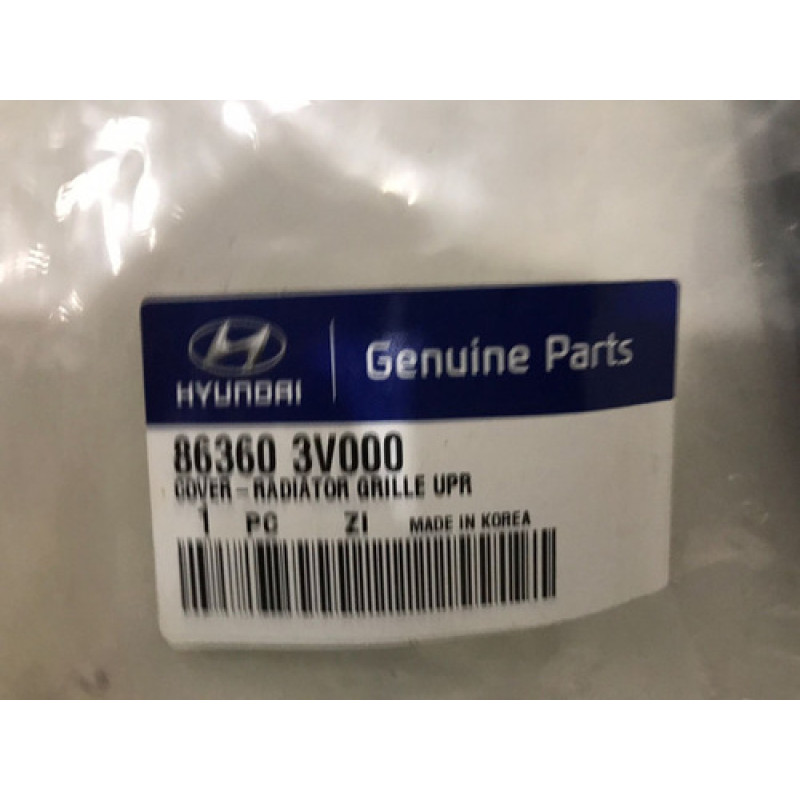 HYUNDAI
Genuine Parts
86360 3V000
COVER-RADIATOR GRILLE UPR
1 PC ZI MADE IN KOREA